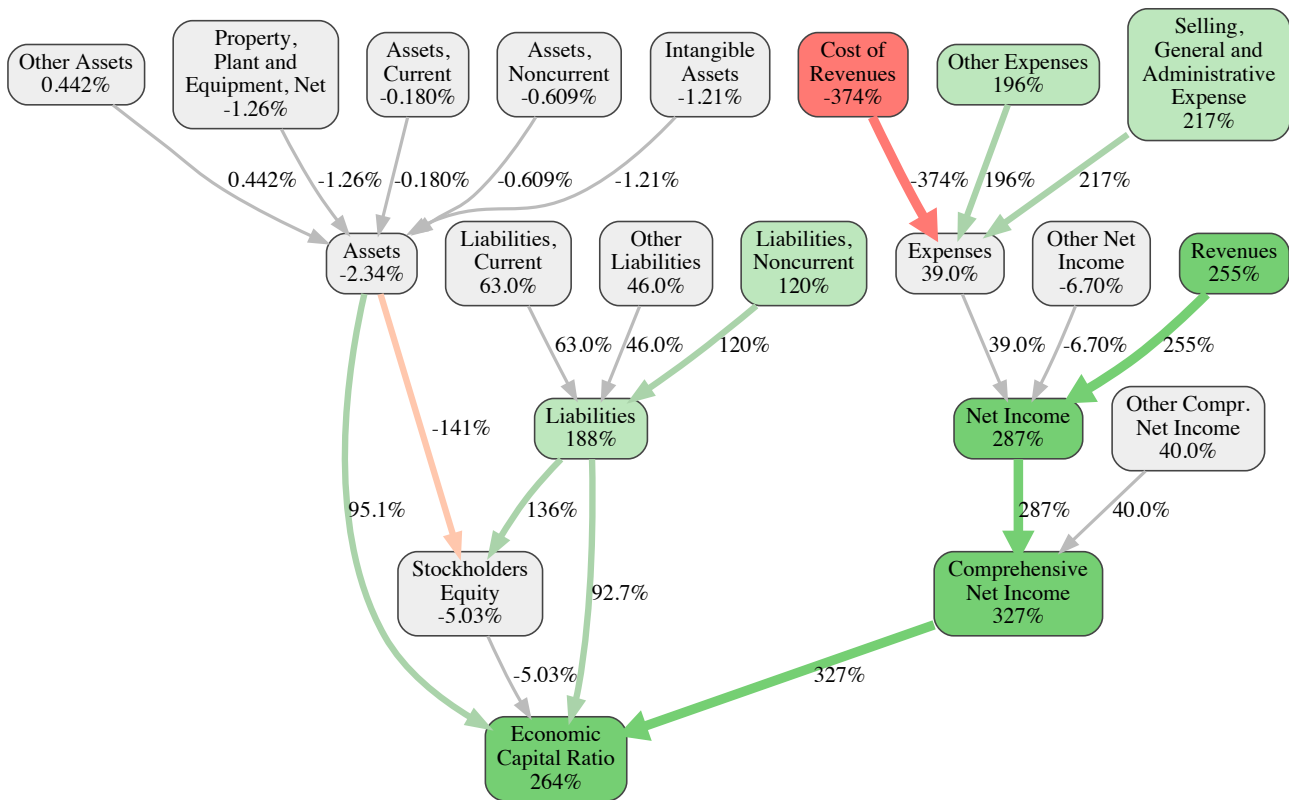 Other Assets
0.442%
Property,
Plant and
Equipment, Net
-1.26%
Assets,
Current
-0.180%
Assets,
Noncurrent
-0.609%
Intangible
Assets
-1.21%
Cost of
Revenues
-374%
Other Expenses
196%
Selling,
General and
Administrative
Expense
217%
0.442%
-1.26%
-0.180%
-0.609%
-1.21%
-374%
196%
217%
Assets
-2.34%
Liabilities,
Current
63.0%
Other
Liabilities
46.0%
Liabilities,
Noncurrent
120%
Expenses
39.0%
Other Net
Income
-6.70%
Revenues
255%
63.0%
46.0%
120%
39.0%
-6.70%
255%
-141%
Liabilities
188%
Net Income
287%
Other Compr.
Net Income
40.0%
95.1%
136%
92.7%
287%
40.0%
Stockholders
Equity
-5.03%
Comprehensive
Net Income
327%
-5.03%
327%
Economic
Capital Ratio
264%